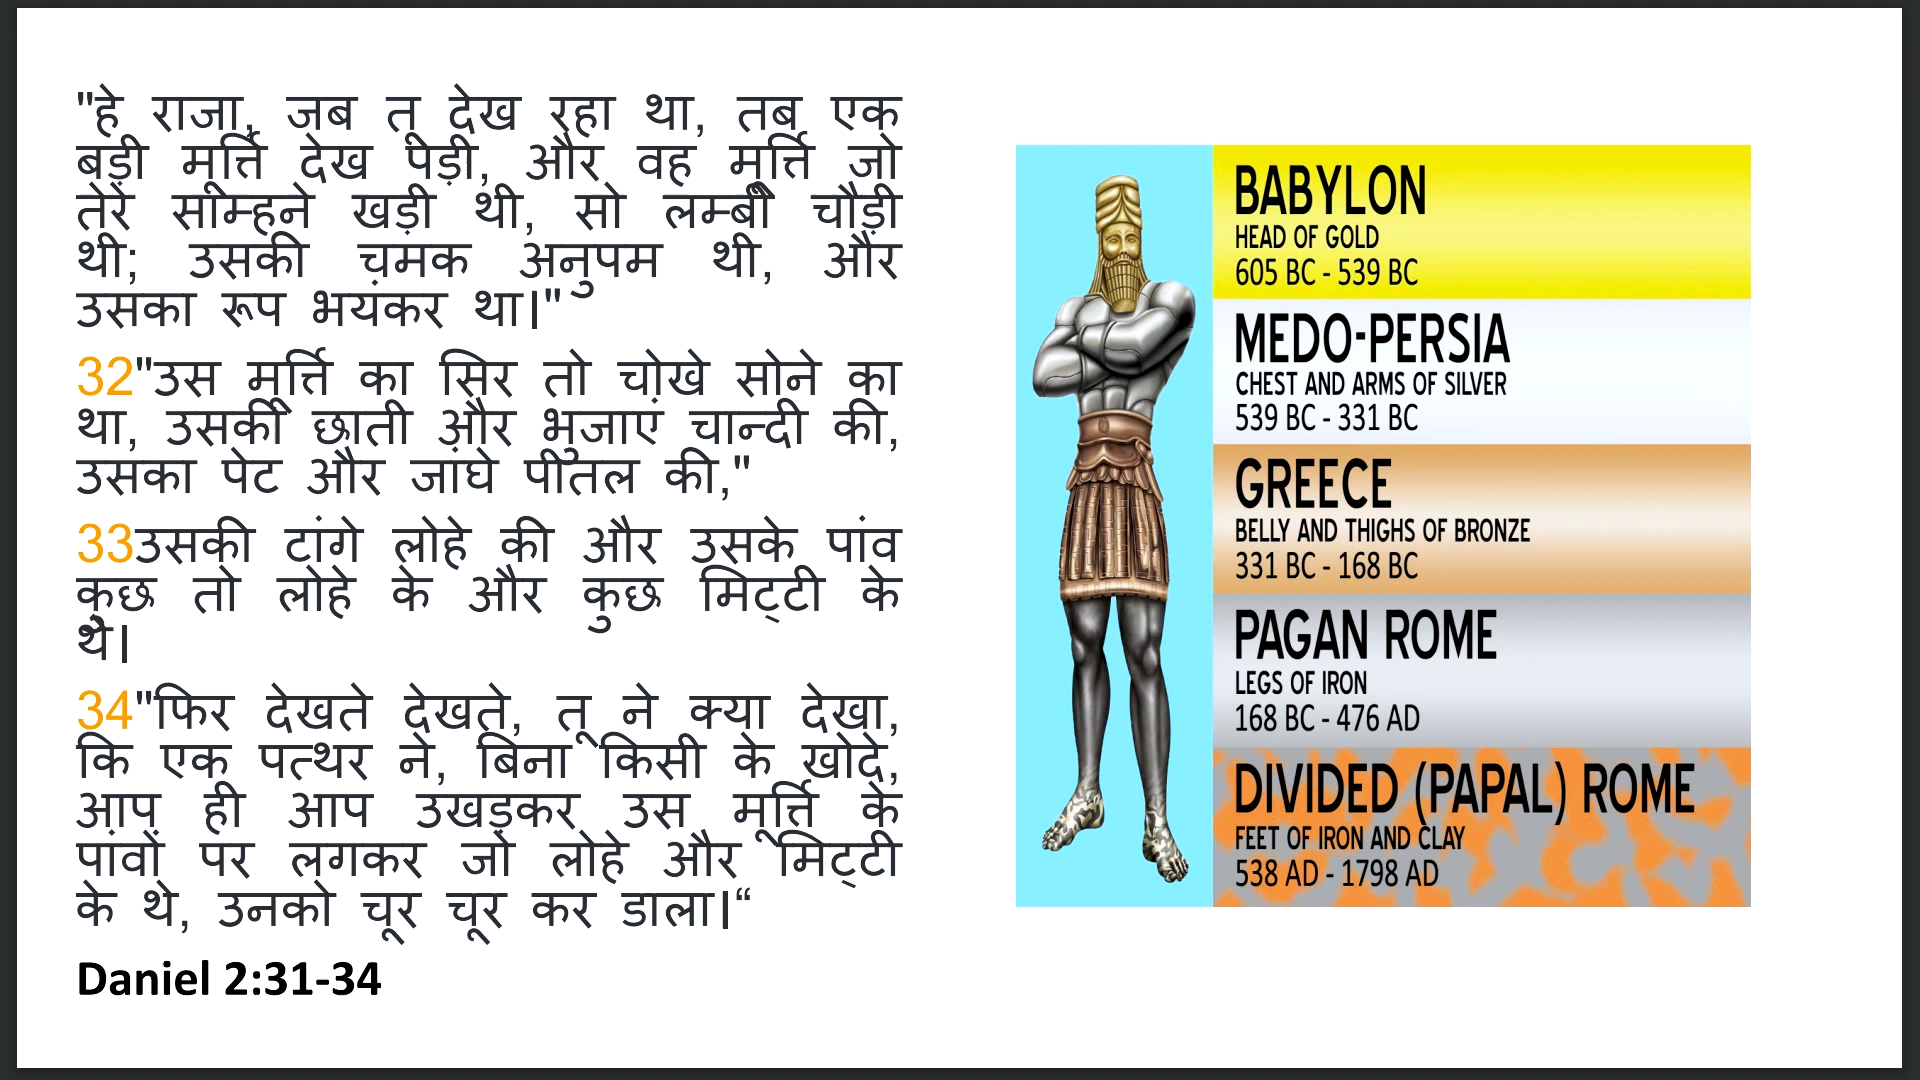 "हे राजा, जब तू देख रहा था, तब एक
बड़ी मूर्त्ति देख पड़ी, और वह मूर्त्ति जो
तेरे साम्हने खड़ी थी, सो लम्बी चौड़ी
थी; उसकी चमक अनुपम थी, और
उसका रूप भयंकर था।"
32"उस मूर्त्ति का सिर तो चोखे सोने का
था, उसकी छाती और भुजाएं चान्दी की,
उसका पेट और जांघे पीतल की,"
33उसकी टांगे लोहे की और उसके पांव
कुछ तो लोहे के और कुछ मिट्टी के
थे।
34"फिर देखते देखते, तू ने क्या देखा,
कि एक पत्थर ने, बिना किसी के खोदे,
आप ही आप उखड़कर उस मूर्त्ति के
पांवों पर लगकर जो लोहे और मिट्टी
के थे, उनको चूर चूर कर डाला।“
Daniel 2:31-34
BABYLON
HEAD OF GOLD
605 BC - 539 BC
MEDO-PERSIA
CHEST AND ARMS OF SILVER
539 BC - 331 BC
GREECE
BELLY AND THIGHS OF BRONZE
331 BC - 168 BC
PAGAN ROME
LEGS OF IRON
168 BC - 476 AD
DIVIDED (PAPAL) ROME
FEET OF IRON AND CLAY
538 AD - 1798 AD